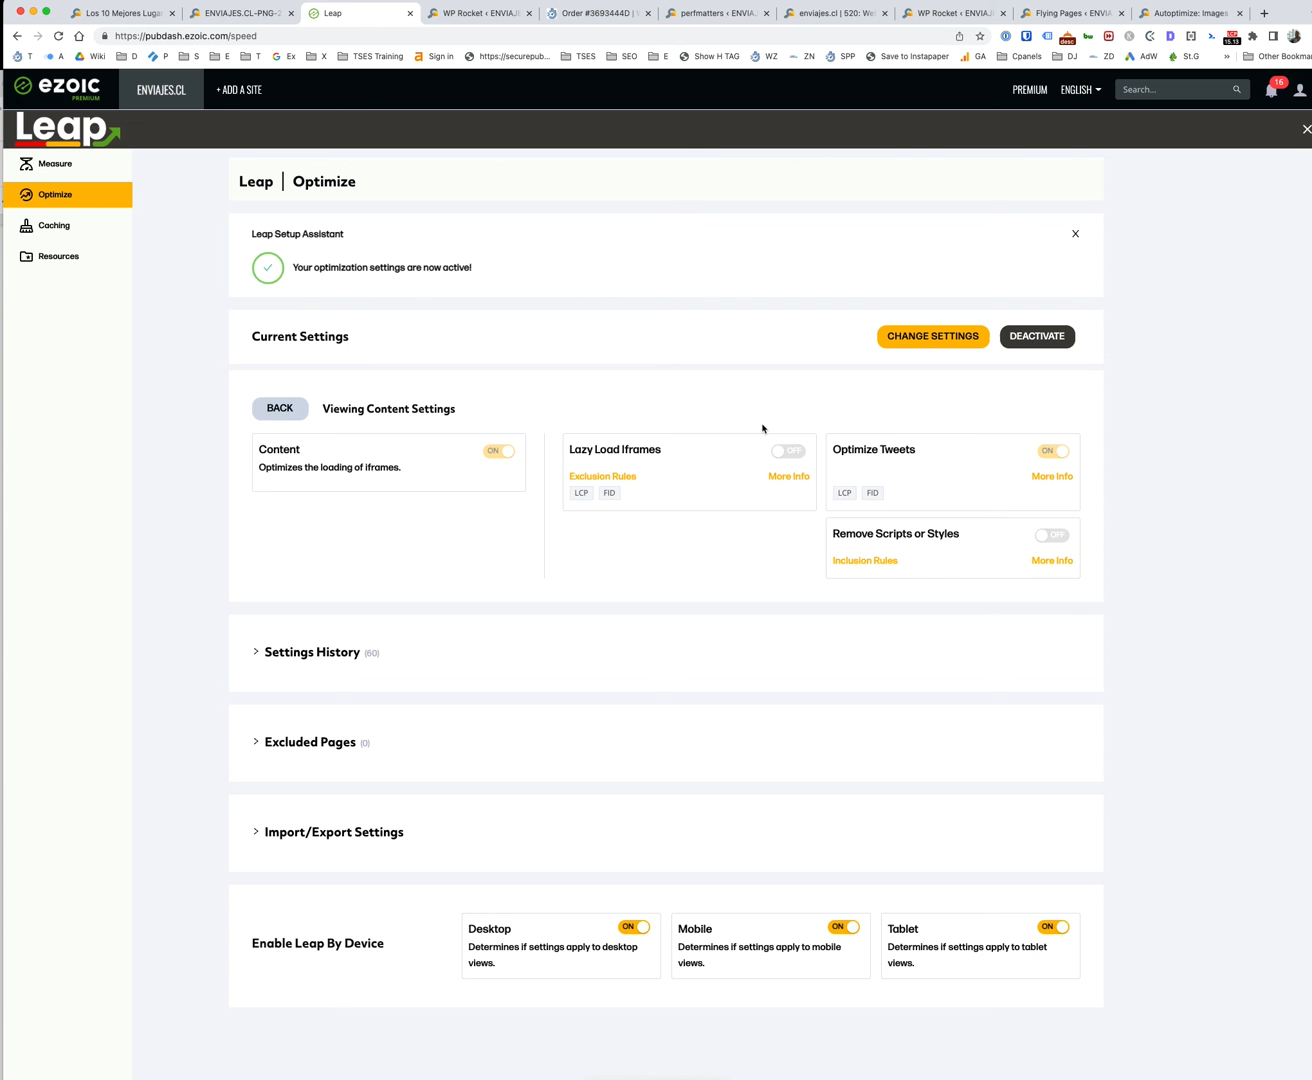 Los 10 Mejores Lugar
ENVIAJES.CL-PNG-2
Leap
WP Rocket ‹ ENVIAJE
Order #3693444D | W
perfmatters ‹ ENVIA
enviajes.cl | 520: We
WP Rocket ‹ ENVIAJ
Flying Pages ‹ ENVIA
Autoptimize: Images
https://pubdash.ezoic.com/speed
T
A
Wiki
D
P
S
E
T
Ex
X
TSES Training
Sign in
https://securepub...
TSES
SEO
E
Show H TAG
WZ
ZN
SPP
Save to Instapaper
GA
Cpanels
DJ
AdW
ZD
St.G
»
Other Bookma
ezoic
PREMIUM
ENVIAJES.CL
+ ADD A SITE
PREMIUM
ENGLISH
Search...
16
Leap
Measure
Optimize
Caching
Resources
Leap | Optimize
Leap Setup Assistant
X
Your optimization settings are now active!
Current Settings
CHANGE SETTINGS
DEACTIVATE
BACK
Viewing Content Settings
Content
ON
Optimizes the loading of iframes.
Lazy Load Iframes
OFF
Exclusion Rules
More Info
LCP
FID
Optimize Tweets
ON
More Info
LCP
FID
Remove Scripts or Styles
OFF
Inclusion Rules
More Info
> Settings History (60)
> Excluded Pages (0)
> Import/Export Settings
Enable Leap By Device
Desktop
ON
Determines if settings apply to desktop
views.
Mobile
ON
Determines if settings apply to mobile
views.
Tablet
ON
Determines if settings apply to tablet
views.